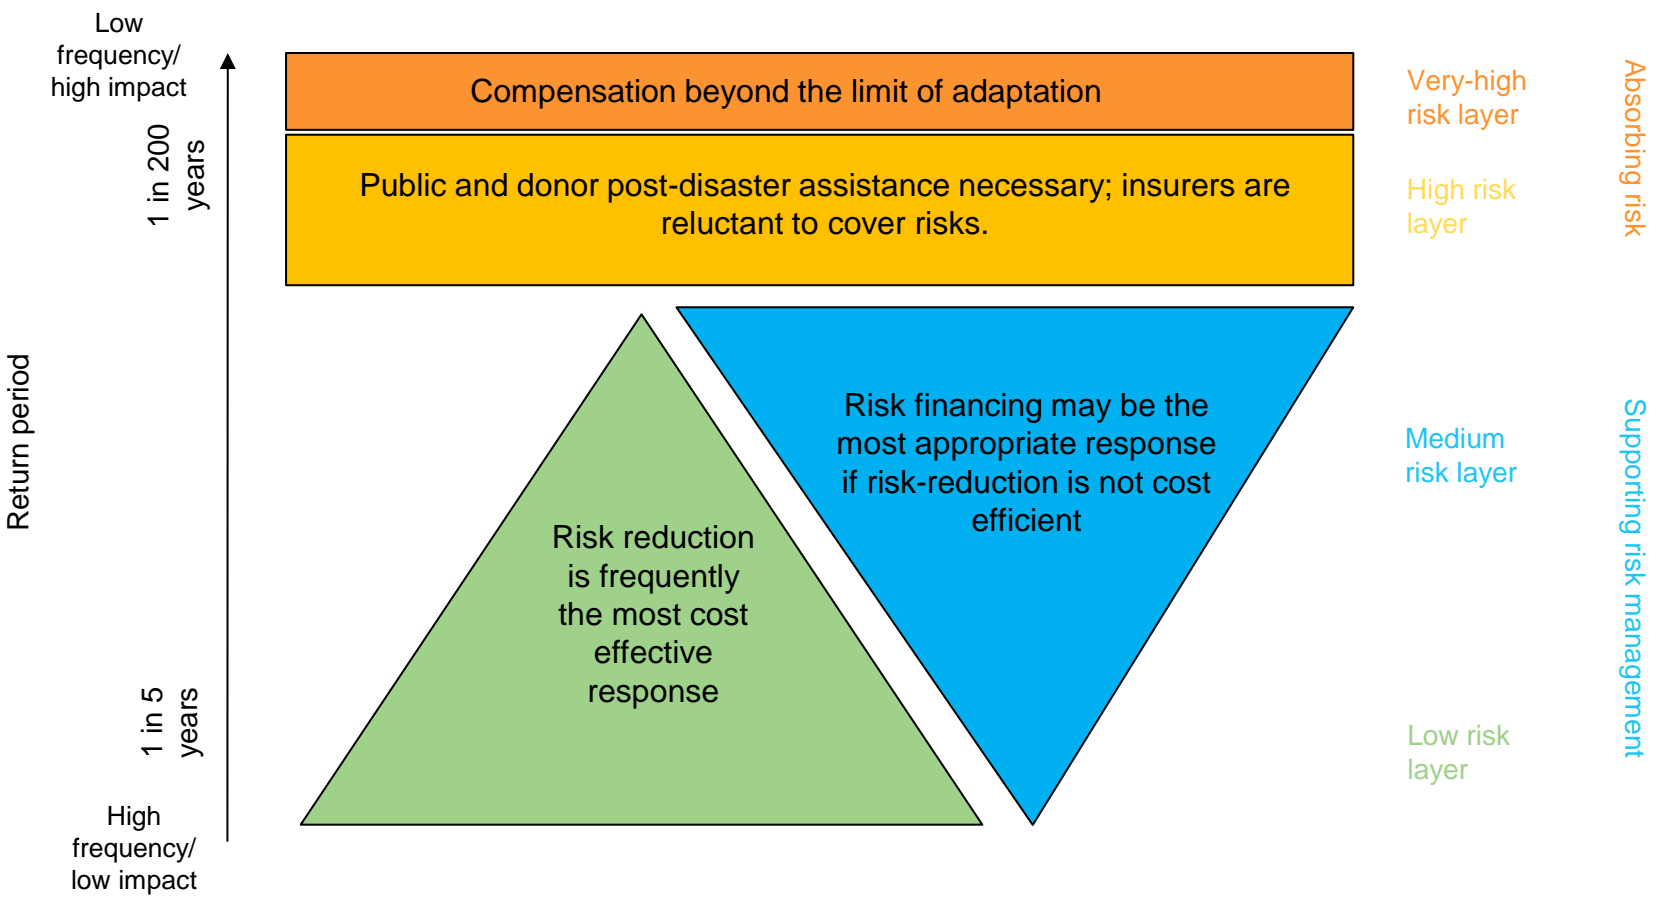 Low
frequency/
high impact
1 in 200
years
Return period
1 in 5
years
High
frequency/
low impact
Compensation beyond the limit of adaptation
Public and donor post-disaster assistance necessary; insurers are
reluctant to cover risks.
Risk reduction
is frequently
the most cost
effective
response
Risk financing may be the
most appropriate response
if risk-reduction is not cost
efficient
Very-high
risk layer
High risk
layer
Medium
risk layer
Low risk
layer
Absorbing risk
Supporting risk management